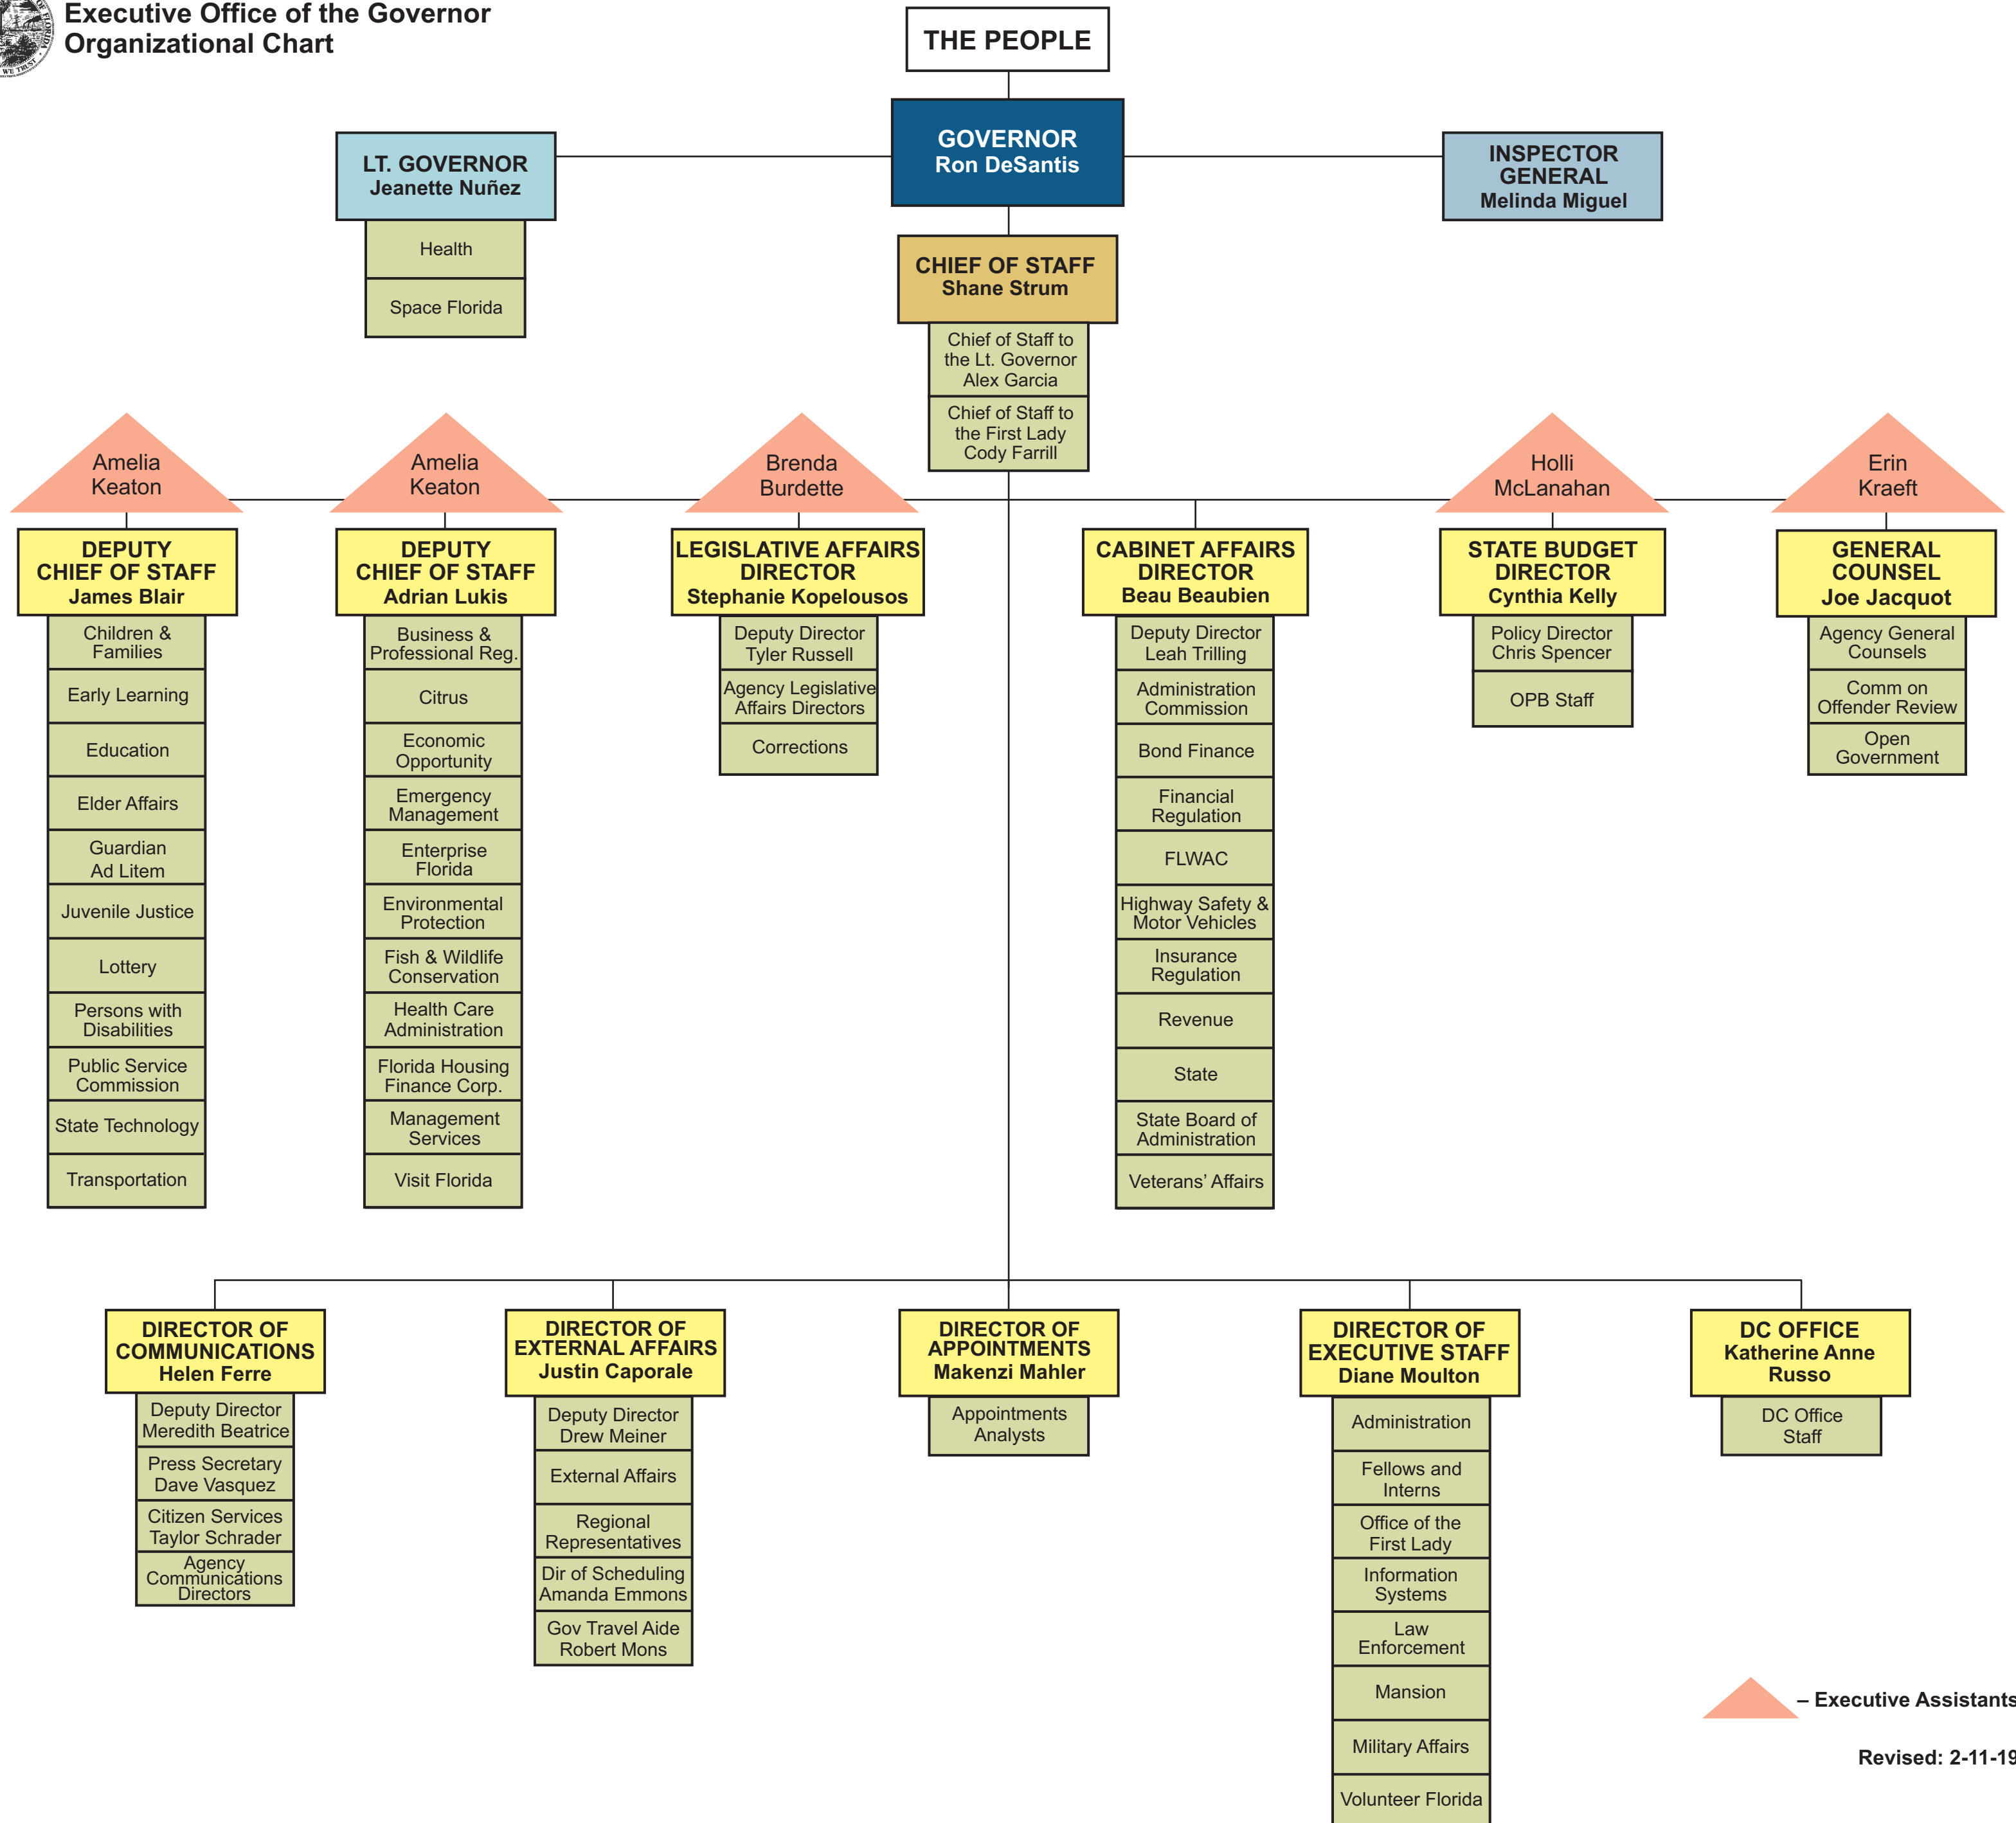 Executive Office of the Governor
Organizational Chart
WE TRUST
THE PEOPLE
GOVERNOR
Ron DeSantis
LT. GOVERNOR
Jeanette Nuñez
Health
Space Florida
INSPECTOR
GENERAL
Melinda Miguel
CHIEF OF STAFF
Shane Strum
Chief of Staff to
the Lt. Governor
Alex Garcia
Chief of Staff to
the First Lady
Cody Farrill
Amelia
Keaton
DEPUTY
CHIEF OF STAFF
James Blair
Children &
Families
Early Learning
Education
Elder Affairs
Guardian
Ad Litem
Juvenile Justice
Lottery
Persons with
Disabilities
Public Service
Commission
State Technology
Transportation
Amelia
Keaton
DEPUTY
CHIEF OF STAFF
Adrian Lukis
Business &
Professional Reg.
Citrus
Economic
Opportunity
Emergency
Management
Enterprise
Florida
Environmental
Protection
Fish & Wildlife
Conservation
Health Care
Administration
Florida Housing
Finance Corp.
Management
Services
Visit Florida
Brenda
Burdette
LEGISLATIVE AFFAIRS
DIRECTOR
Stephanie Kopelousos
Deputy Director
Tyler Russell
Agency Legislative
Affairs Directors
Corrections
CABINET AFFAIRS
DIRECTOR
Beau Beaubien
Deputy Director
Leah Trilling
Administration
Commission
Bond Finance
Financial
Regulation
FLWAC
Highway Safety &
Motor Vehicles
Insurance
Regulation
Revenue
State
State Board of
Administration
Veterans’ Affairs
Holli
McLanahan
STATE BUDGET
DIRECTOR
Cynthia Kelly
Policy Director
Chris Spencer
OPB Staff
Erin
Kraeft
GENERAL
COUNSEL
Joe Jacquot
Agency General
Counsels
Comm on
Offender Review
Open
Government
DIRECTOR OF
COMMUNICATIONS
Helen Ferre
Deputy Director
Meredith Beatrice
Press Secretary
Dave Vasquez
Citizen Services
Taylor Schrader
Agency
Communications
Directors
DIRECTOR OF
EXTERNAL AFFAIRS
Justin Caporale
Deputy Director
Drew Meiner
External Affairs
Regional
Representatives
Dir of Scheduling
Amanda Emmons
Gov Travel Aide
Robert Mons
DIRECTOR OF
APPOINTMENTS
Makenzi Mahler
Appointments
Analysts
DIRECTOR OF
EXECUTIVE STAFF
Diane Moulton
Administration
Fellows and
Interns
Office of the
First Lady
Information
Systems
Law
Enforcement
Mansion
Military Affairs
Volunteer Florida
DC OFFICE
Katherine Anne
Russo
DC Office
Staff
– Executive Assistants
Revised: 2-11-19